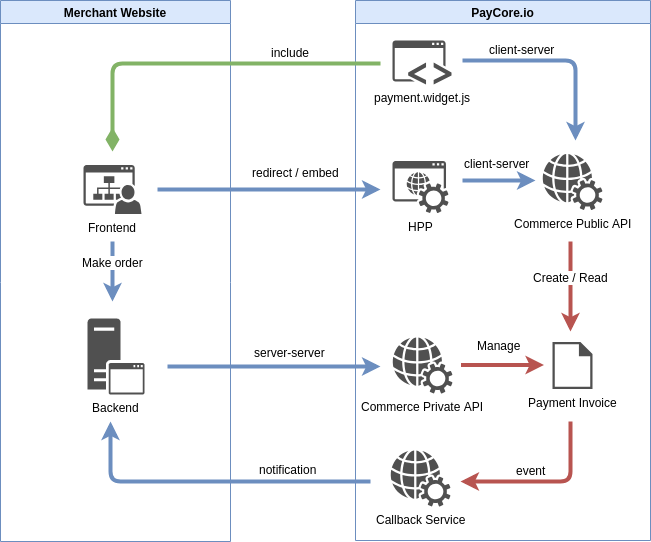 Merchant Website
PayCore.io
include
client-server
payment.widget.js
redirect / embed
client-server
Frontend
HPP
Commerce Public API
Make order
Create / Read
server-server
Manage
Backend
Commerce Private API
Payment Invoice
notification
event
Callback Service